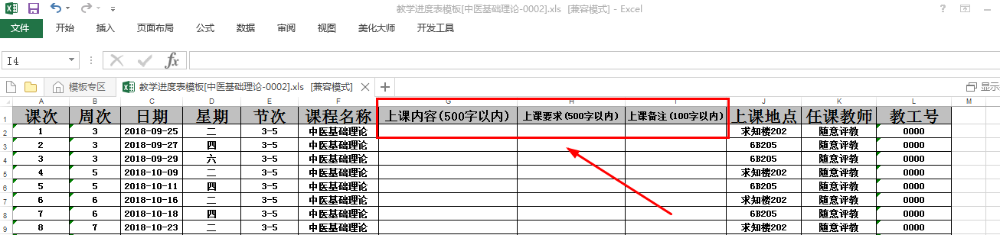 教学进度表模板[中医基础理论-0002].xls [兼容模式] - Excel
文件 开始 插入 页面布局 公式 数据 审阅 视图 美化大师 开发工具
I4 fx
模板专区 教学进度表模板[中医基础理论-0002].xls [兼容模式] 显示
A B C D E F G H I J K L M
1 课次 周次 日期 星期 节次 课程名称 上课内容(500字以内) 上课要求(500字以内) 上课备注(100字以内) 上课地点 任课教师 教工号
2 1 3 2018-09-25 二 3-5 中医基础理论 求知楼202 随意评教 0000
3 2 3 2018-09-27 四 3-5 中医基础理论 6B205 随意评教 0000
4 3 3 2018-09-29 六 3-5 中医基础理论 6B205 随意评教 0000
5 4 5 2018-10-09 二 3-5 中医基础理论 求知楼202 随意评教 0000
6 5 5 2018-10-11 四 3-5 中医基础理论 6B205 随意评教 0000
7 6 6 2018-10-16 二 3-5 中医基础理论 求知楼202 随意评教 0000
8 7 6 2018-10-18 四 3-5 中医基础理论 6B205 随意评教 0000
9 8 7 2018-10-23 二 3-5 中医基础理论 求知楼202 随意评教 0000